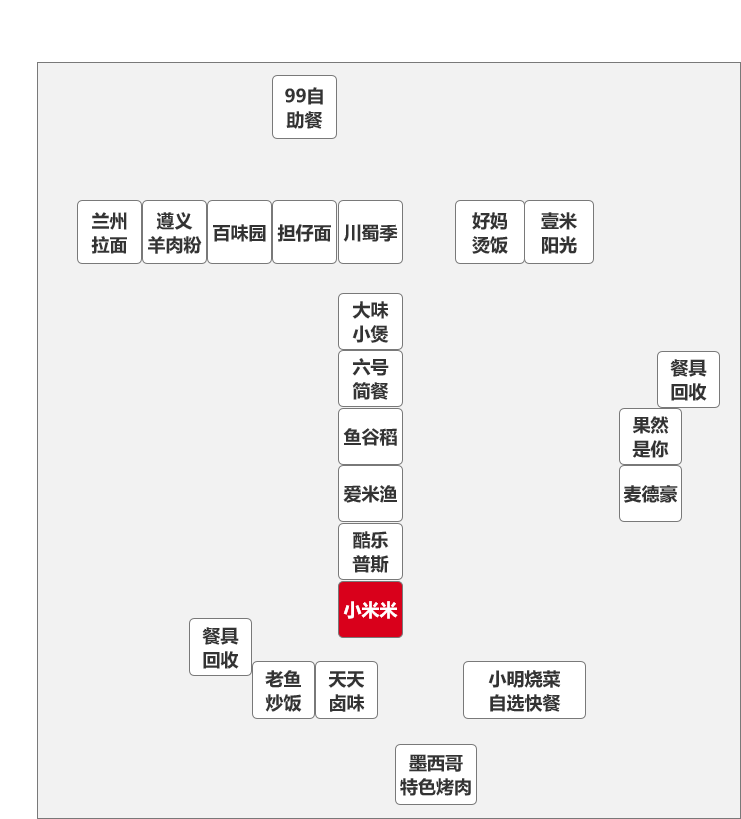 99自
助餐
兰州
拉面
遵义
羊肉粉
百味园
担仔面
川蜀季
好妈
烫饭
壹米
阳光
大味
小煲
六号
简餐
餐具
回收
鱼谷稻
果然
是你
爱米渔
麦德豪
酷乐
普斯
小米米
餐具
回收
老鱼
炒饭
天天
卤味
小明烧菜
自选快餐
墨西哥
特色烤肉